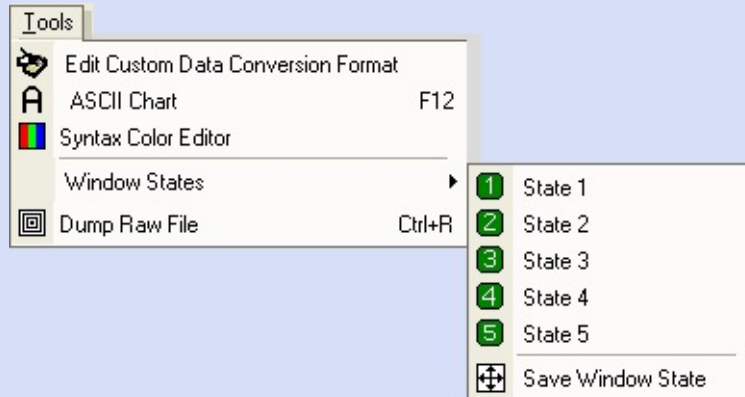 Tools
Edit Custom Data Conversion Format
ASCII Chart F12
Syntax Color Editor
Window States
Dump Raw File Ctrl+R
1 State 1
2 State 2
3 State 3
4 State 4
5 State 5
Save Window State